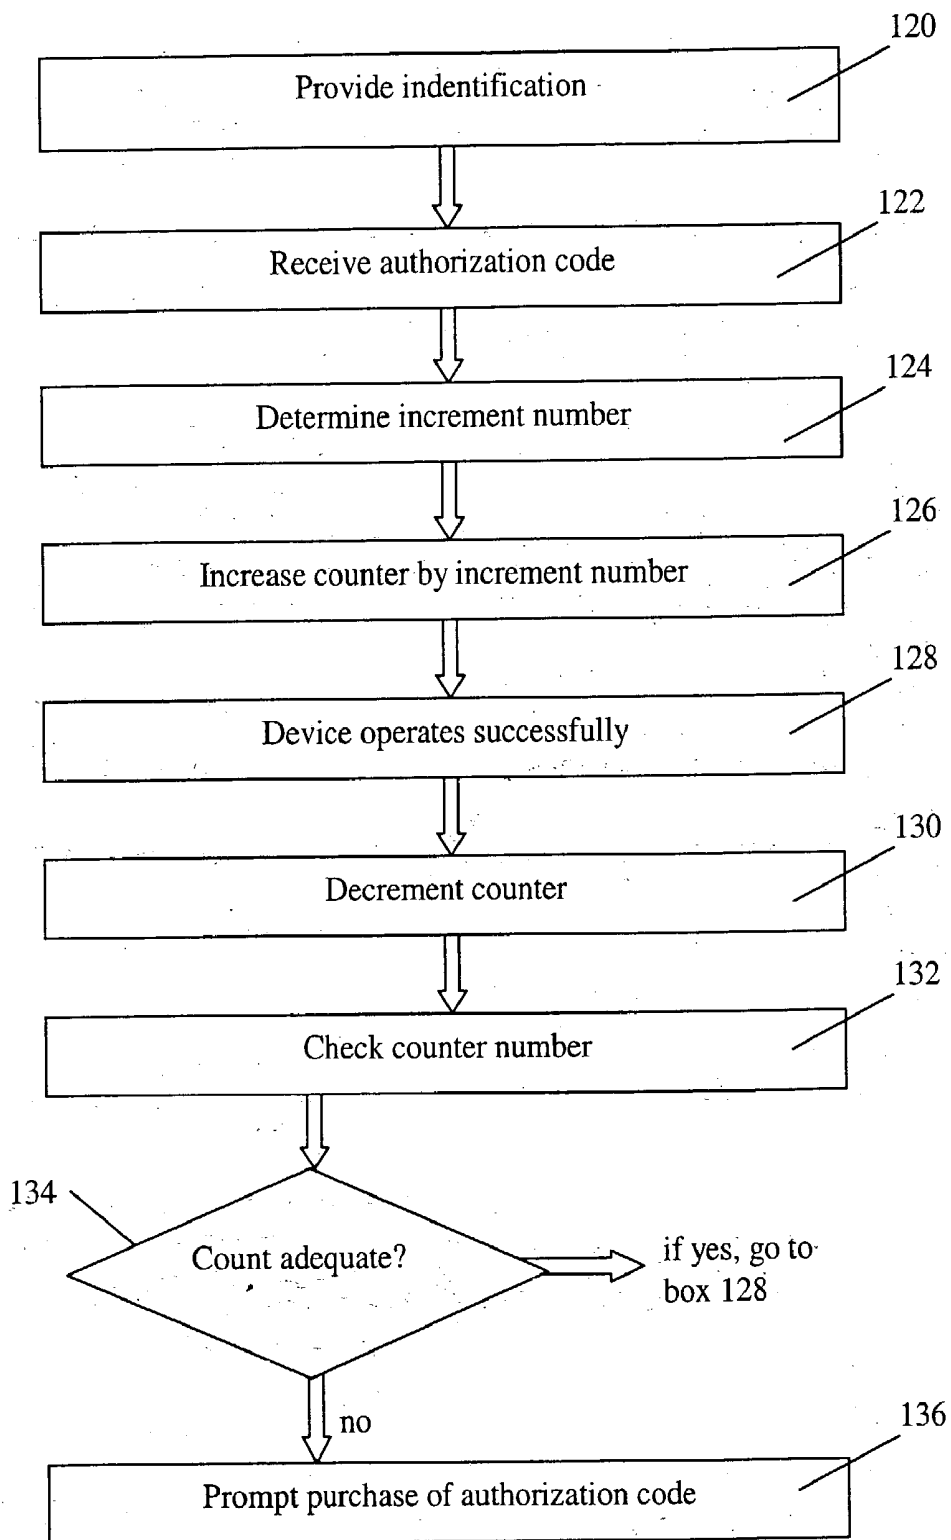 120
Provide indentification
122
Receive authorization code
124
Determine increment number
126
Increase counter by increment number
128
Device operates successfully
130
Decrement counter
132
Check counter number
134
Count adequate?
if yes, go to
box 128
no
136
Prompt purchase of authorization code